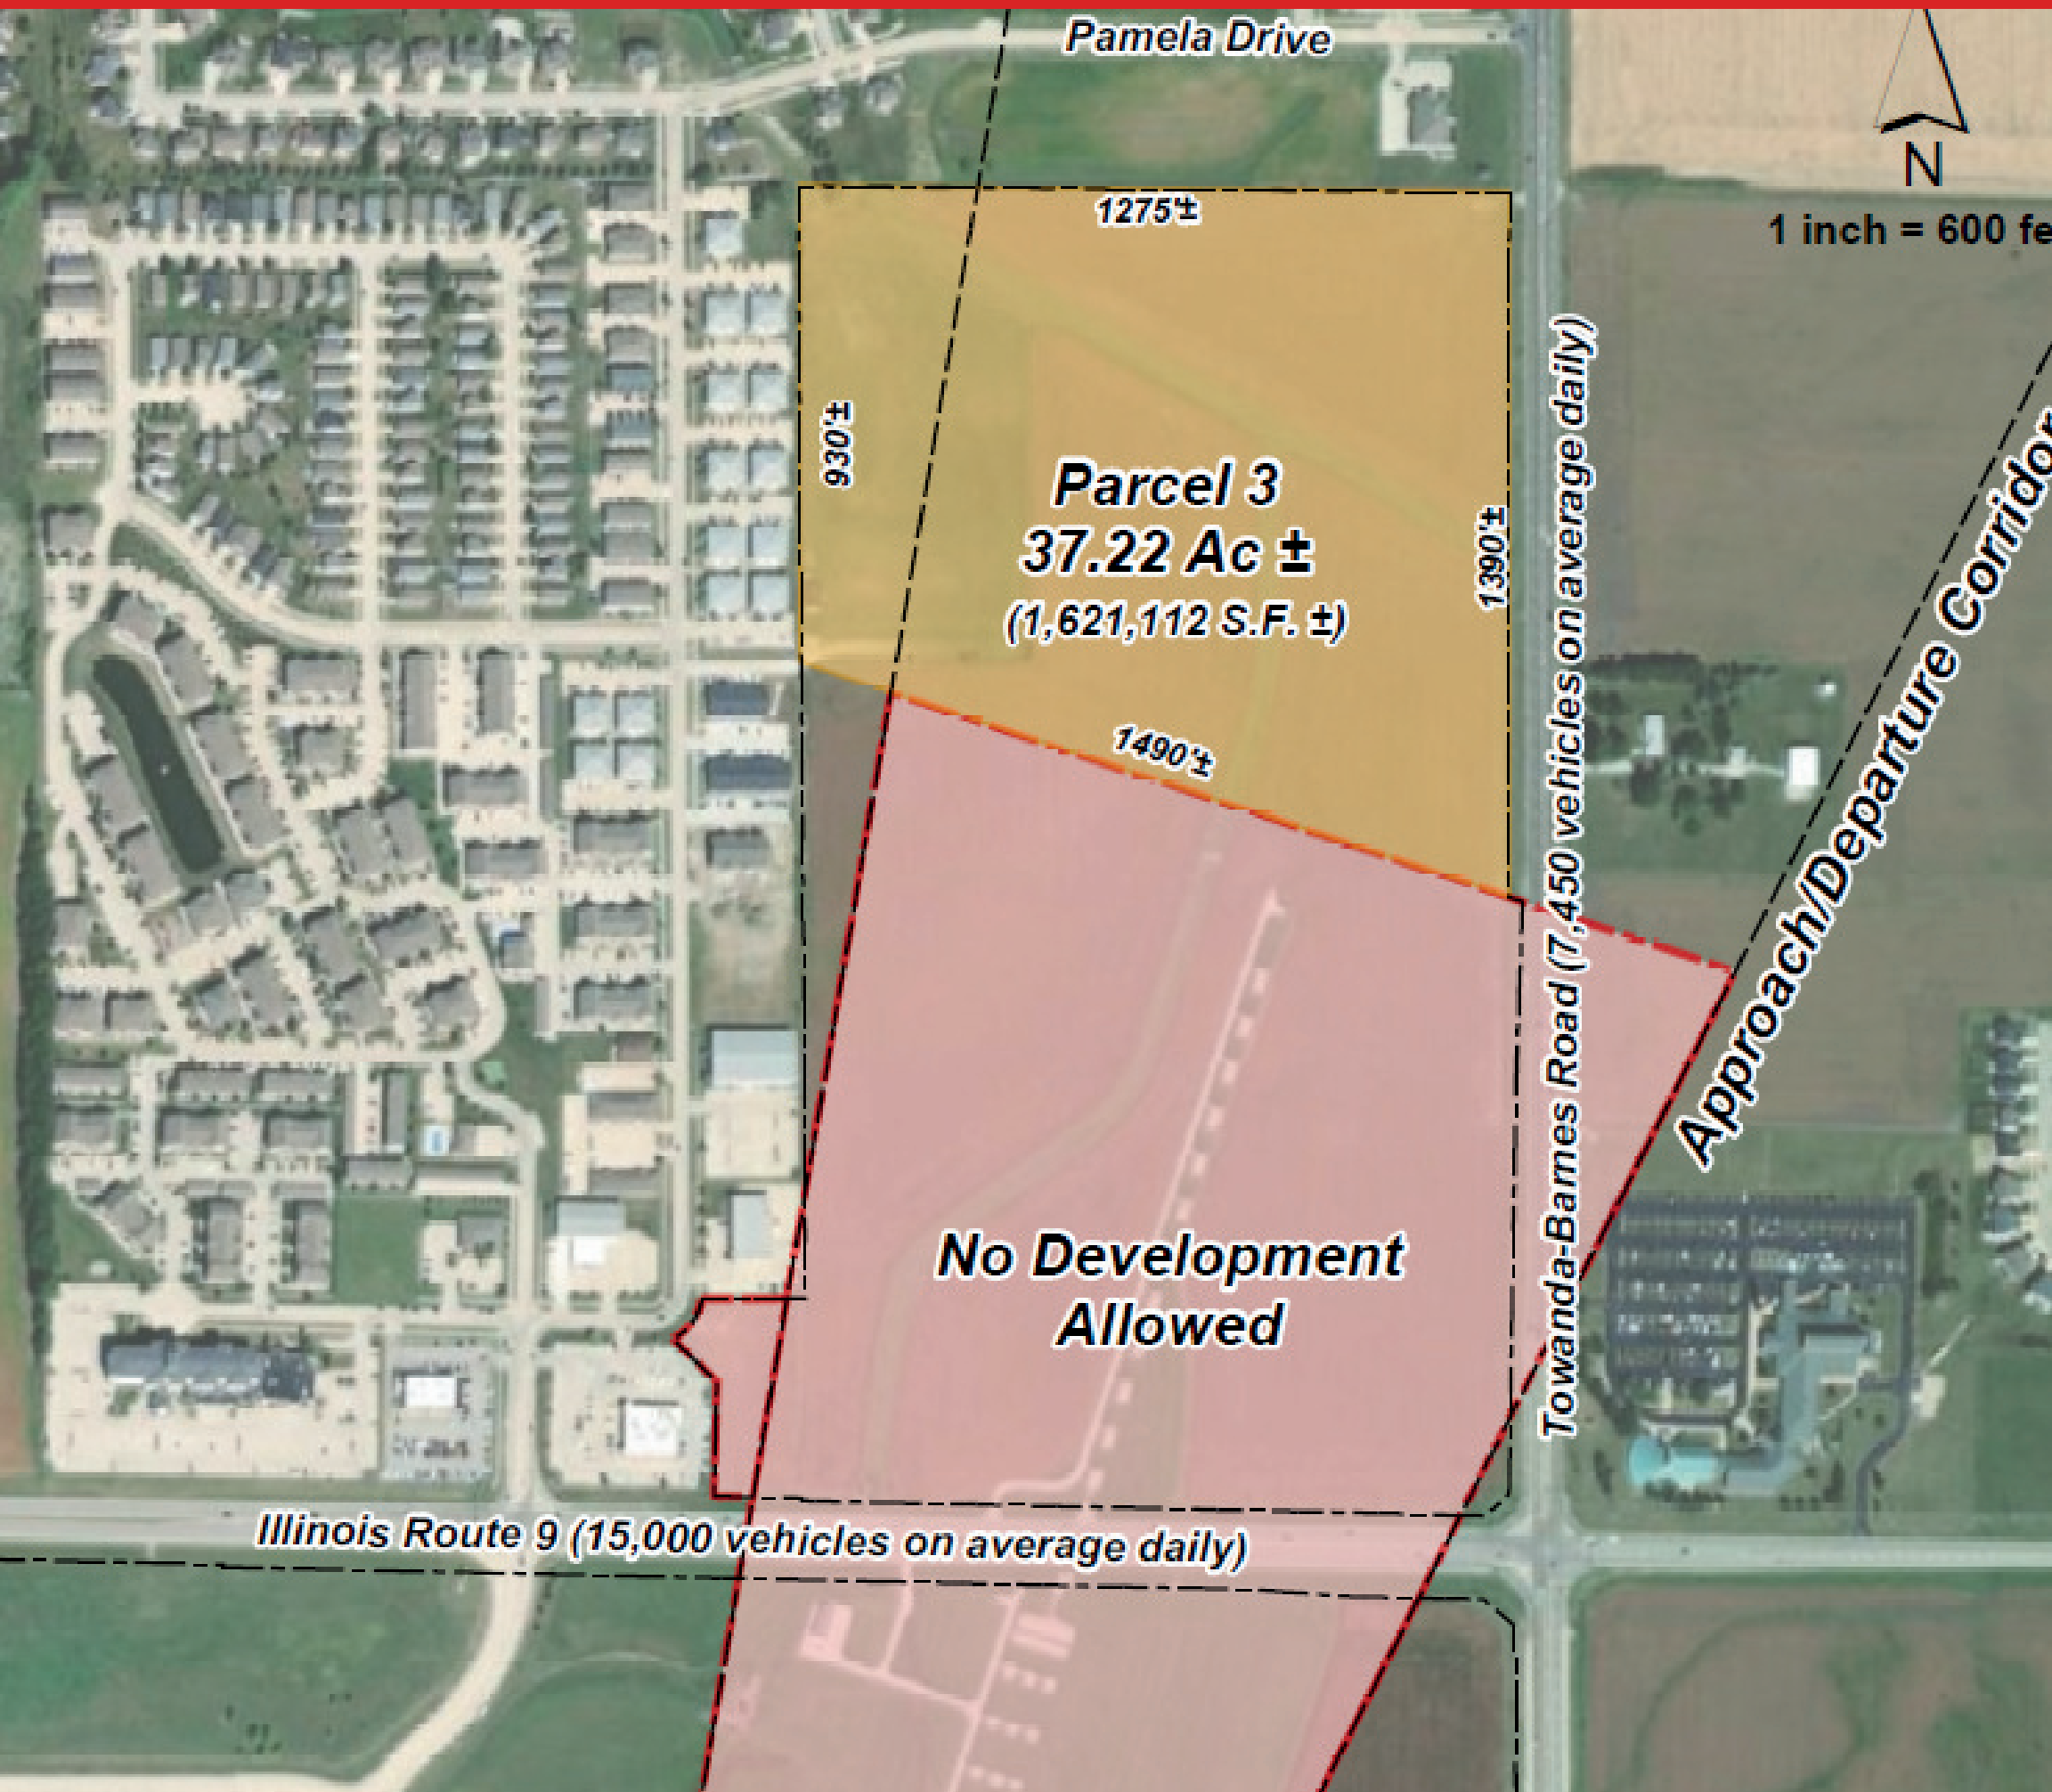 Pamela Drive
N
1 inch = 600 fe
1275'±
930'±
Parcel 3
37.22 Ac ±
(1,621,112 S.F. ±)
1390'±
1490'±
Towanda-Barnes Road (7,450 vehicles on average daily)
Approach/Departure Corridor
No Development
Allowed
Illinois Route 9 (15,000 vehicles on average daily)